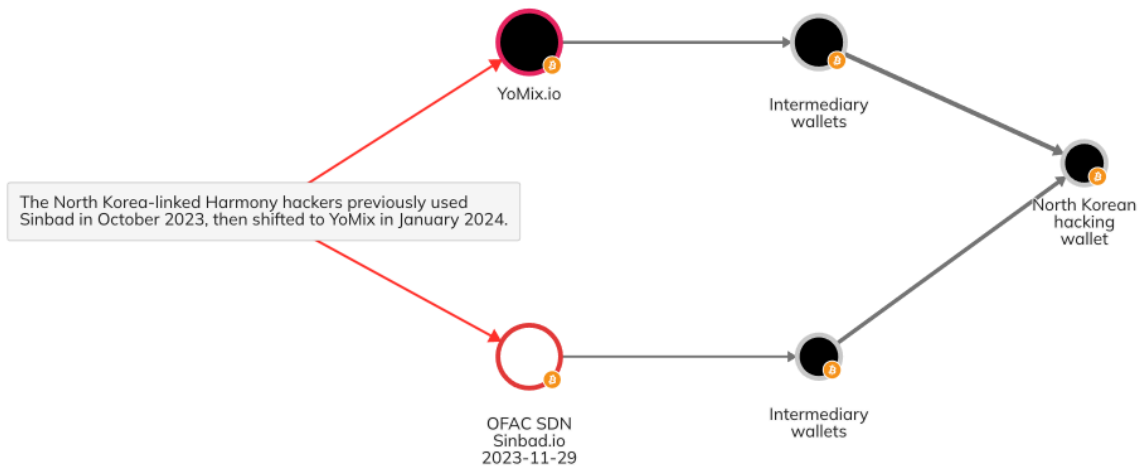 YoMix.io
Intermediary
wallets
The North Korea-linked Harmony hackers previously used
Sinbad in October 2023, then shifted to YoMix in January 2024.
North Korean
hacking
wallet
OFAC SDN
Sinbad.io
2023-11-29
Intermediary
wallets